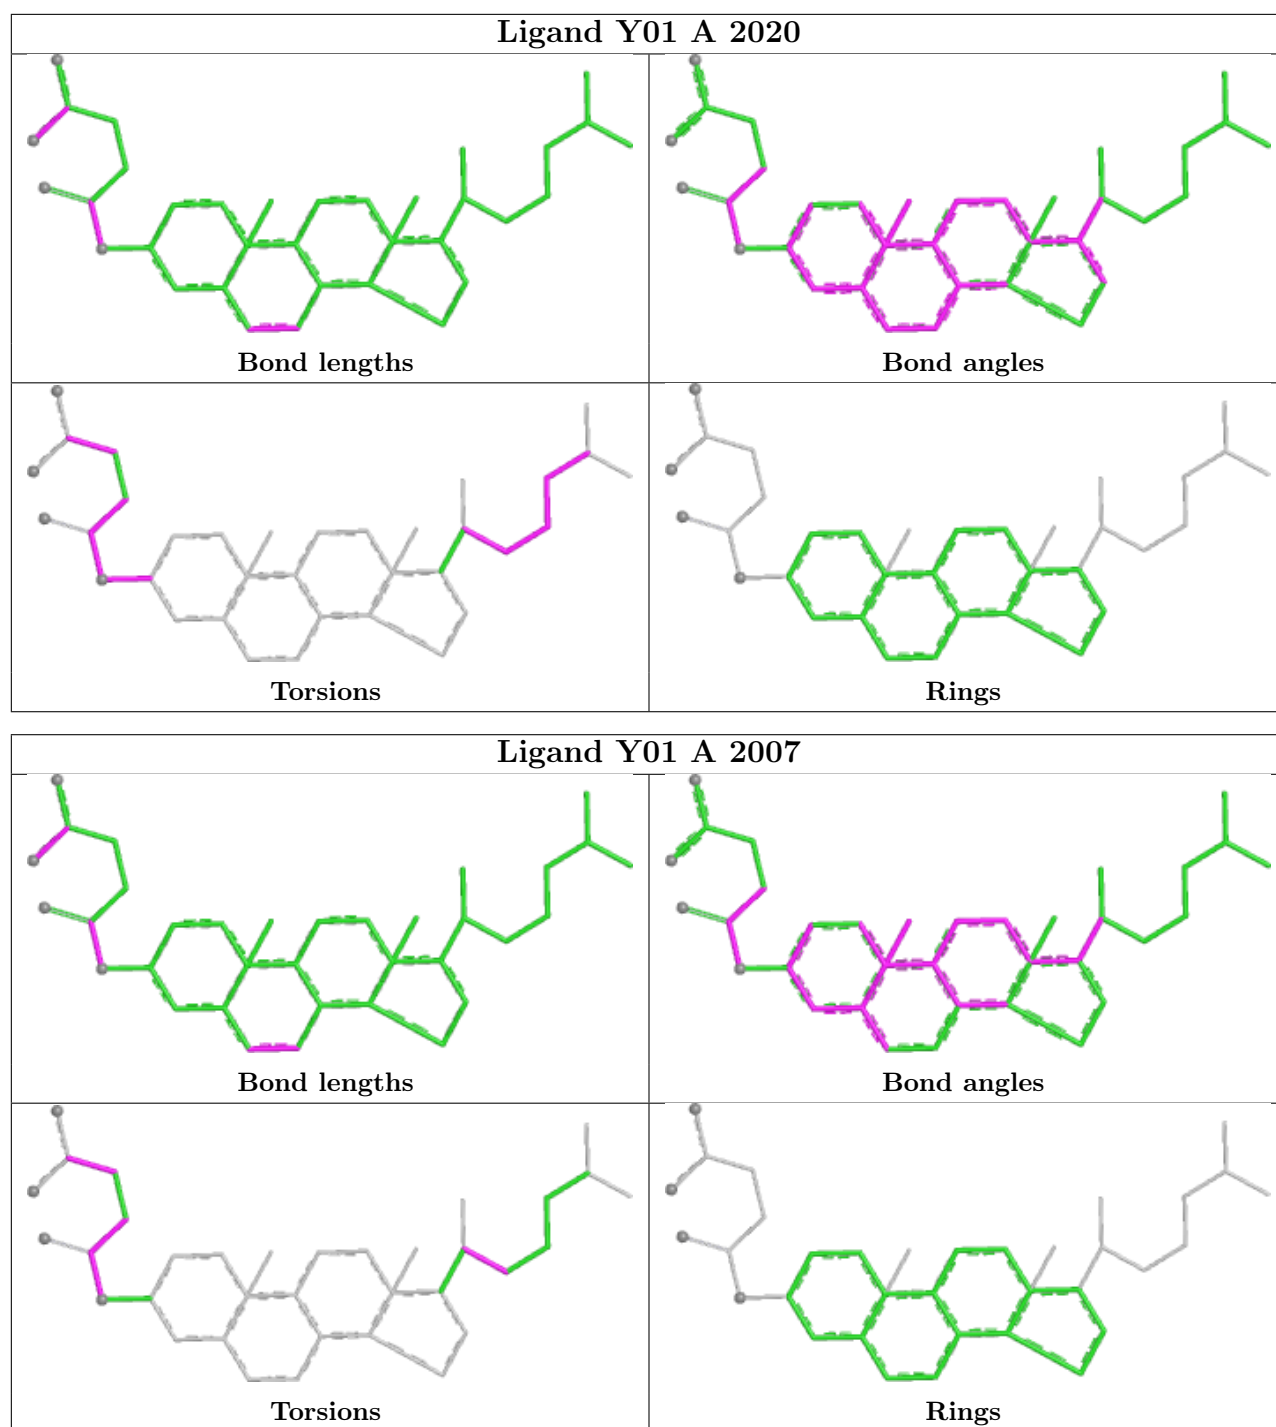 Ligand Y01 A 2020
Bond lengths
Bond angles
Torsions
Rings
Ligand Y01 A 2007
Bond lengths
Bond angles
Torsions
Rings